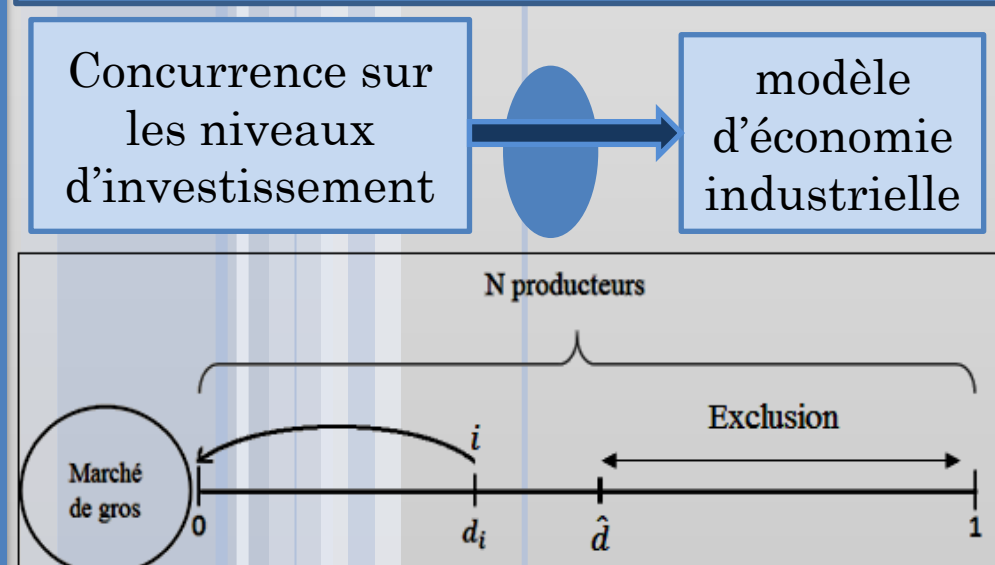 Concurrence sur
les niveaux
d'investissement
modèle
d'économie
industrielle
N producteurs
Exclusion
i
Marché
de gros
0
d_i
d̂
1